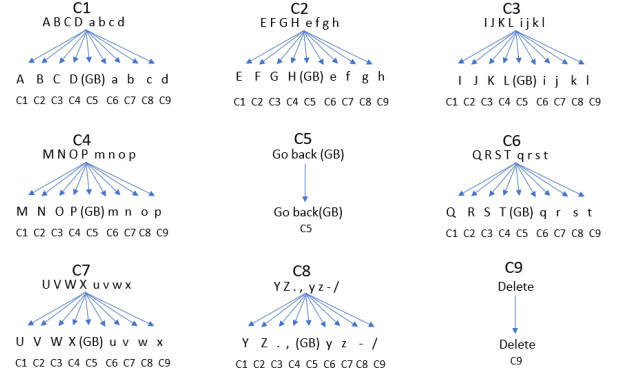 C1 C2 C3
A B C D a b c d E F G H e f g h I J K L i j k l
A B C D (GB) a b c d E F G H (GB) e f g h I J K L (GB) i j k l
C1 C2 C3 C4 C5 C6 C7 C8 C9 C1 C2 C3 C4 C5 C6 C7 C8 C9 C1 C2 C3 C4 C5 C6 C7 C8 C9
C4 C5 C6
M N O P m n o p Go back (GB) Q R S T q r s t
M N O P (GB) m n o p Go back(GB) Q R S T (GB) q r s t
C1 C2 C3 C4 C5 C6 C7 C8 C9 C5 C1 C2 C3 C4 C5 C6 C7 C8 C9
C7 C8 C9
U V W X u v w x Y Z . , y z - / Delete
U V W X (GB) u v w x Y Z . , (GB) y z - / Delete
C1 C2 C3 C4 C5 C6 C7 C8 C9 C1 C2 C3 C4 C5 C6 C7 C8 C9 C9